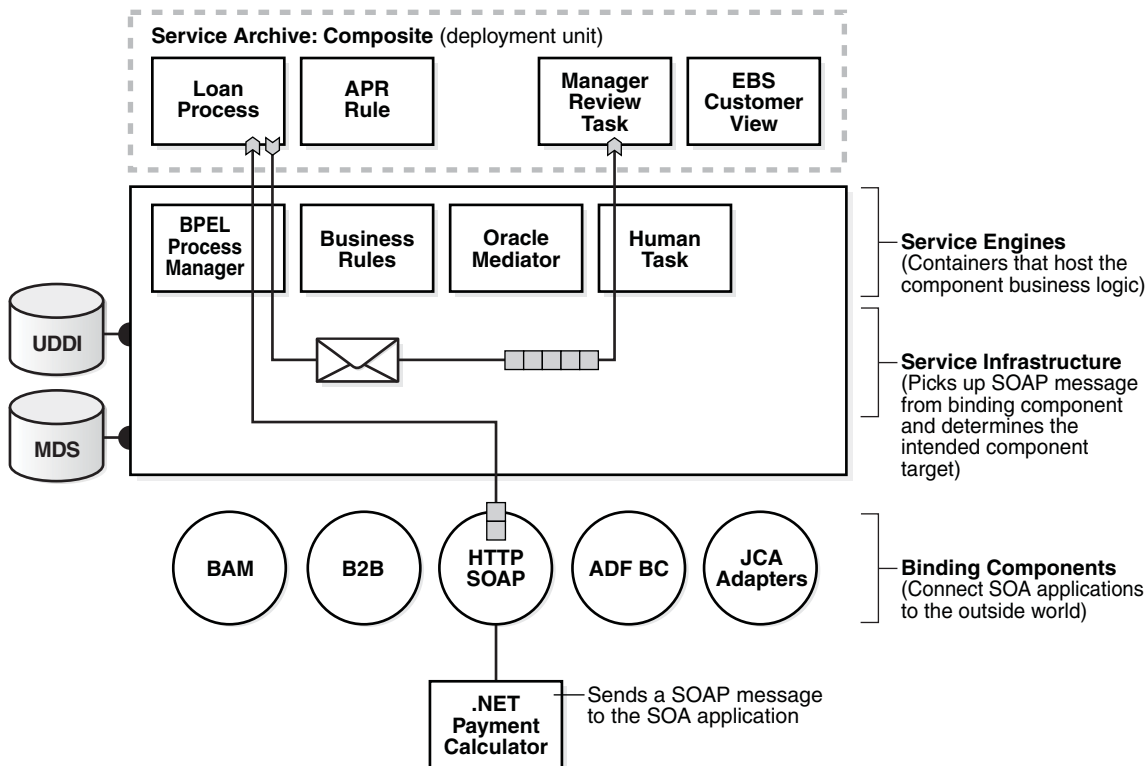 Service Archive: Composite (deployment unit)
Loan
Process
APR
Rule
Manager
Review
Task
EBS
Customer
View
BPEL
Process
Manager
Business
Rules
Oracle
Mediator
Human
Task
Service Engines
(Containers that host the
component business logic)
UDDI
MDS
Service Infrastructure
(Picks up SOAP message
from binding component
and determines the
intended component
target)
BAM
B2B
HTTP
SOAP
ADF BC
JCA
Adapters
Binding Components
(Connect SOA applications
to the outside world)
.NET
Payment
Calculator
Sends a SOAP message
to the SOA application